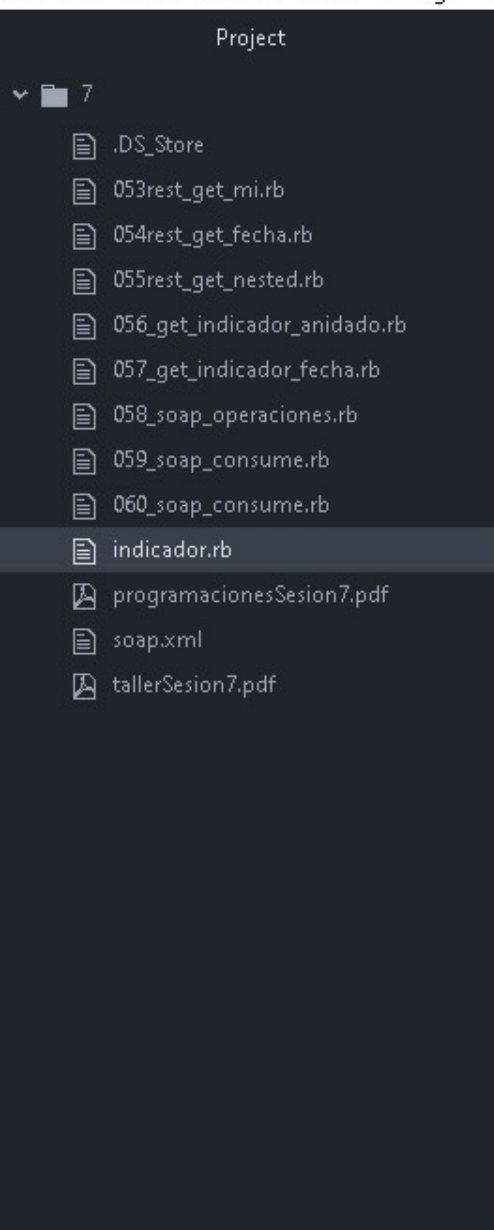 Project
7
.DS_Store
053rest_get_mi.rb
054rest_get_fecha.rb
055rest_get_nested.rb
056_get_indicador_anidado.rb
057_get_indicador_fecha.rb
058_soap_operaciones.rb
059_soap_consume.rb
060_soap_consume.rb
indicador.rb
programacionesSesion7.pdf
soap.xml
tallerSesion7.pdf